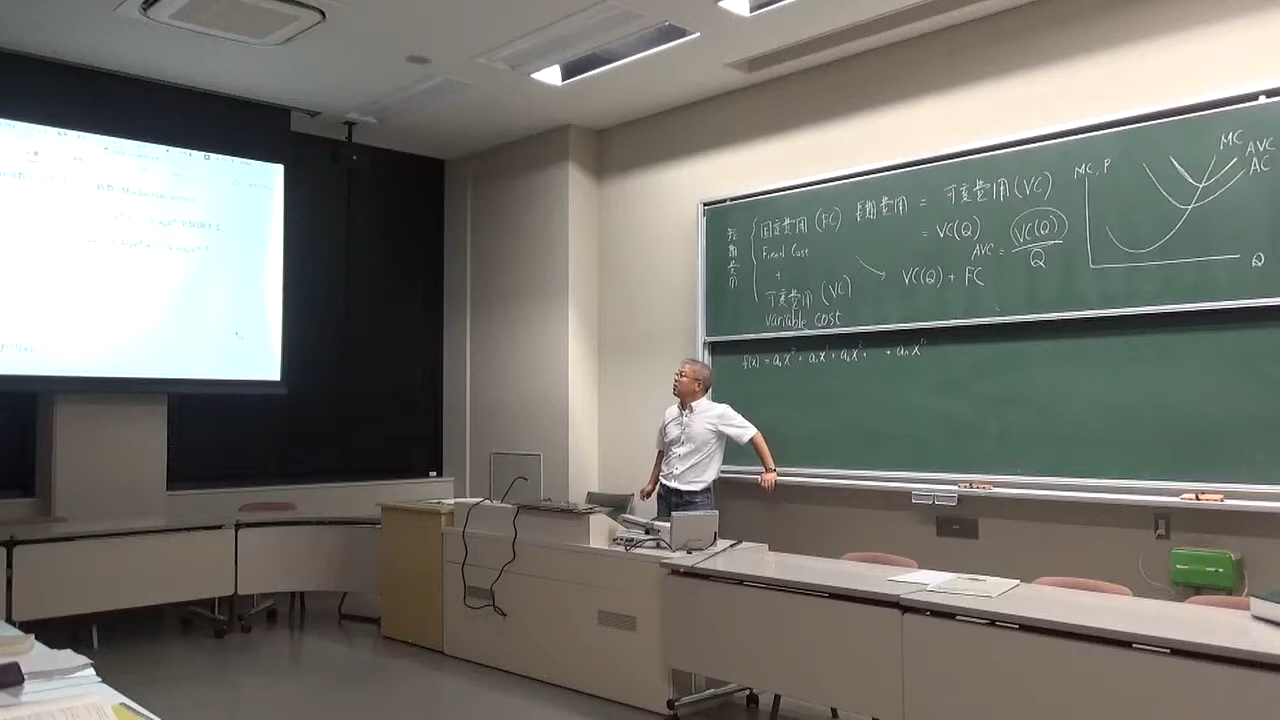 短期費用
固定費用 (FC)
Fixed Cost
+
可変費用 (VC)
Variable Cost
長期費用 = 可変費用 (VC)
= VC(Q)
AVC = VC(Q)/Q
VC(Q) + FC
MC, P
MC
AVC
AC
Q
f(x) = a₀x⁰ + a₁x¹ + a₂x² + + aₙxⁿ